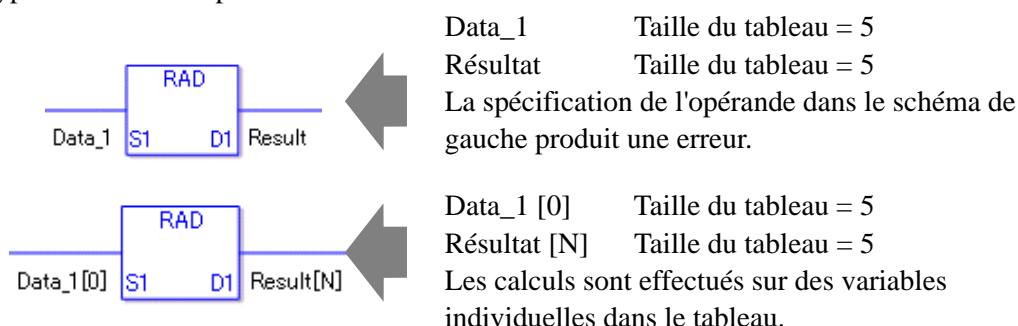 Data_1 Taille du tableau = 5
Résultat Taille du tableau = 5
La spécification de l'opérande dans le schéma de
gauche produit une erreur.
RAD
Data_1 S1 D1 Result
Data_1 [0] Taille du tableau = 5
Résultat [N] Taille du tableau = 5
Les calculs sont effectués sur des variables
individuelles dans le tableau.
RAD
Data_1[0] S1 D1 Result[N]